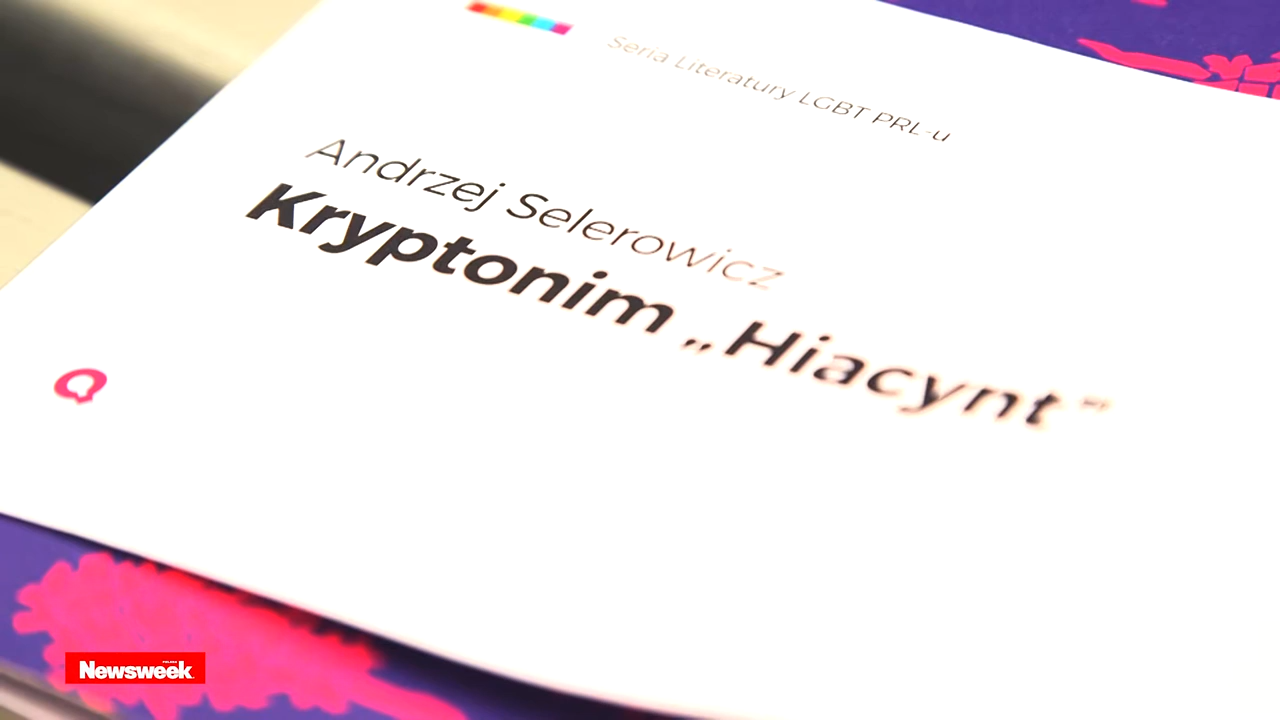 Seria Literatury LGBT PRL-u
Andrzej Selerowicz
Kryptonim „Hiacynt”
Newsweek